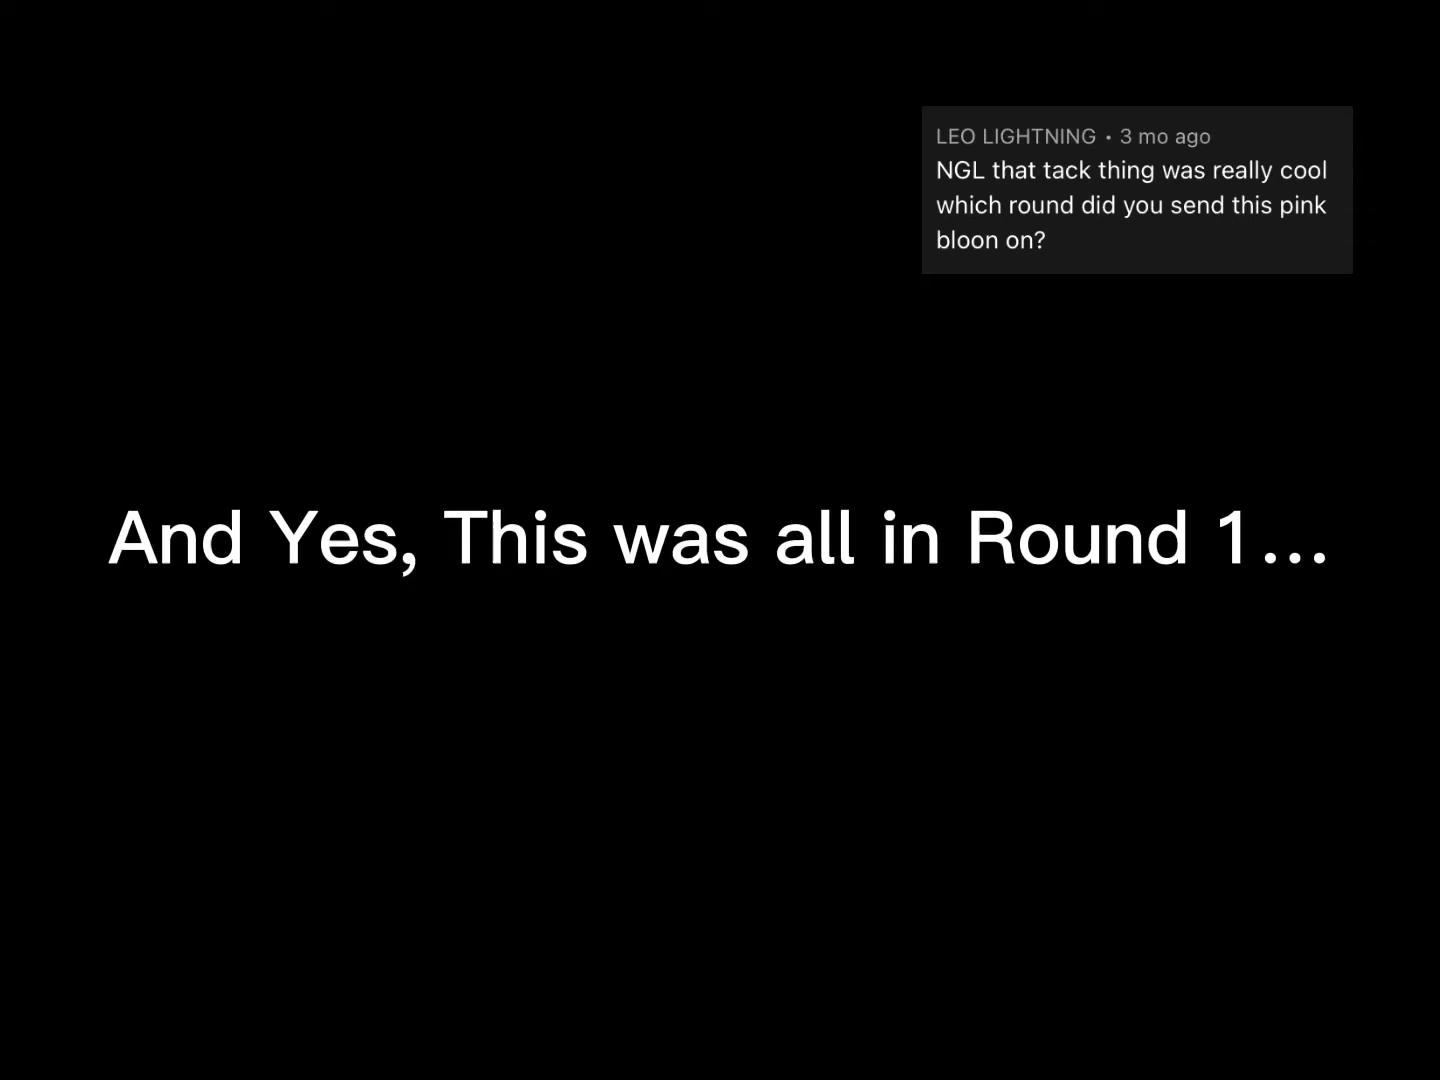 LEO LIGHTNING • 3 mo ago
NGL that tack thing was really cool
which round did you send this pink
bloon on?
And Yes, This was all in Round 1...